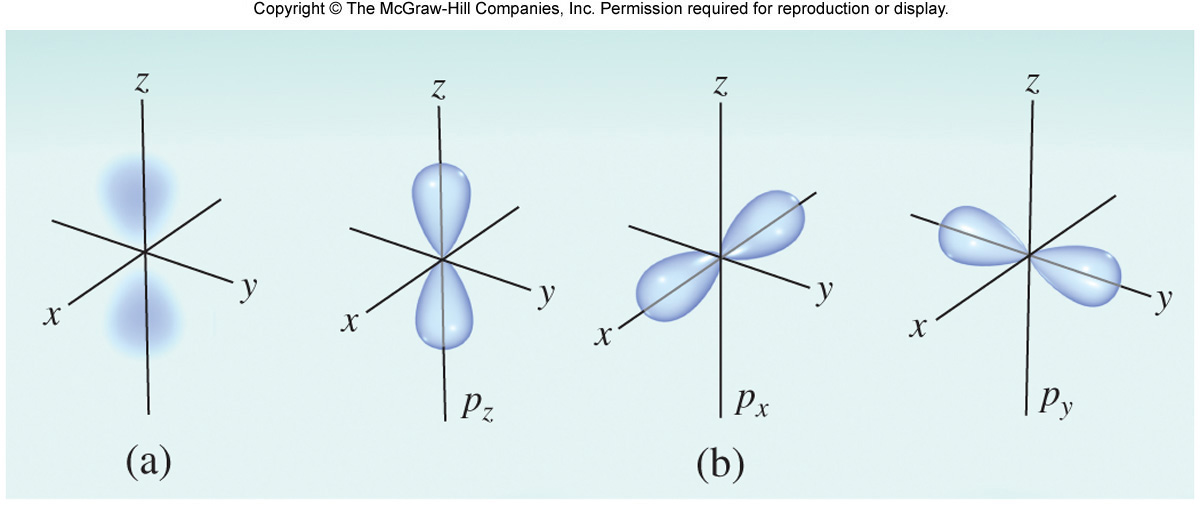 Copyright © The McGraw-Hill Companies, Inc. Permission required for reproduction or display.
z
y
x
(a)
z
y
x
pz
z
y
x
px
(b)
z
y
x
py